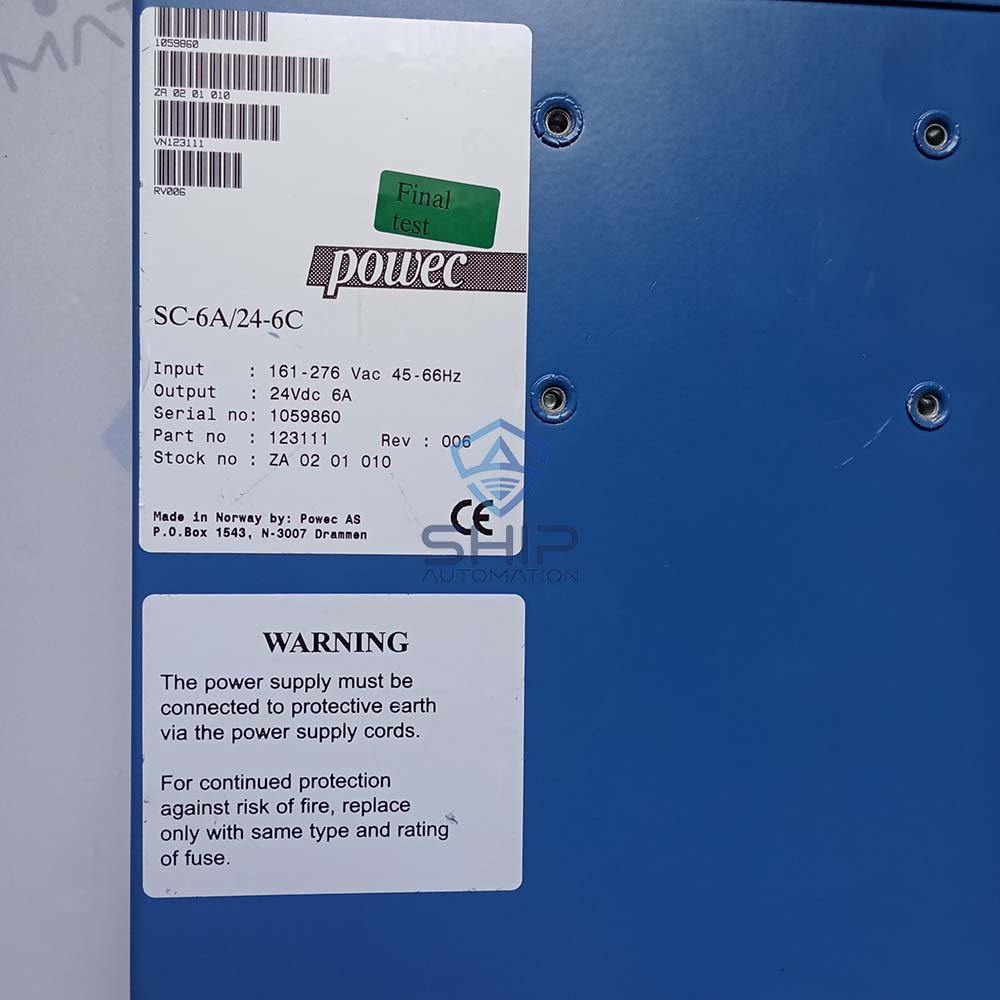 MAT
1059860
ZA 02 01 010
VN123111
RV006
Final
test
powec
SC-6A/24-6C
Input : 161-276 Vac 45-66Hz
Output : 24Vdc 6A
Serial no: 1059860
Part no : 123111 Rev : 006
Stock no : ZA 02 01 010
Made in Norway by: Powec AS
P.O.Box 1543, N-3007 Drammen
CE
SHIP
AUTOMATION
WARNING
The power supply must be
connected to protective earth
via the power supply cords.
For continued protection
against risk of fire, replace
only with same type and rating
of fuse.